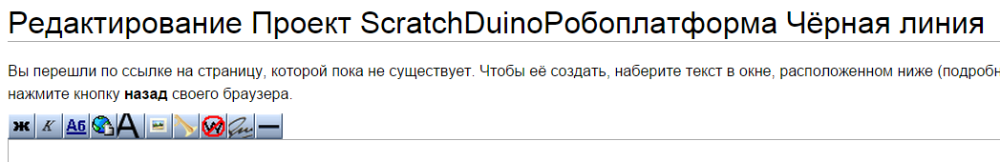 Редактирование Проект ScratchDuinoРобоплатформа Чёрная линия
Вы перешли по ссылке на страницу, которой пока не существует. Чтобы её создать, наберите текст в окне, расположенном ниже (подробн
нажмите кнопку назад своего браузера.
Ж К Аб А W